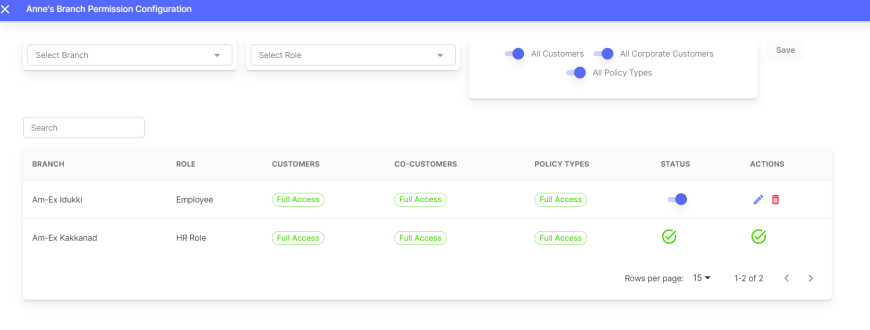 Anne's Branch Permission Configuration
Select Branch
Select Role
All Customers All Corporate Customers
All Policy Types
Save
Search
BRANCH ROLE CUSTOMERS CO-CUSTOMERS POLICY TYPES STATUS ACTIONS
Am-Ex Idukki Employee Full Access Full Access Full Access
Am-Ex Kakkanad HR Role Full Access Full Access Full Access
Rows per page: 15 1-2 of 2